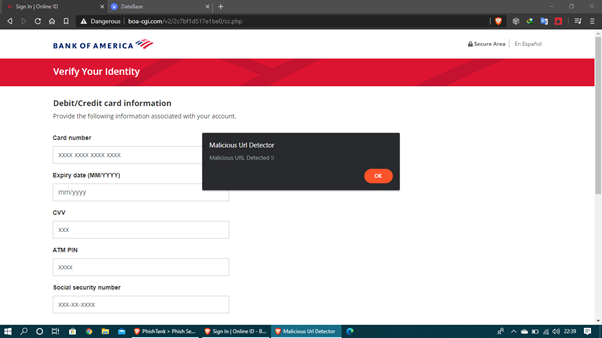 Sign In | Online ID
DataBase
Dangerous
boa-cgi.com/v2/2c7bf1d517e1be0/cc.php
BANK OF AMERICA
Secure Area
En Español
Verify Your Identity
Debit/Credit card information
Provide the following information associated with your account.
Card number
XXXX XXXX XXXX XXXX
Expiry date (MM/YYYY)
mm/yyyy
CVV
xxx
ATM PIN
xxxx
Social security number
xxx-xx-xxxx
Malicious Url Detector
Malicious URL Detected !!
OK
PhishTank > Phish Se...
Sign In | Online ID - B...
Malicious Url Detector
22:39